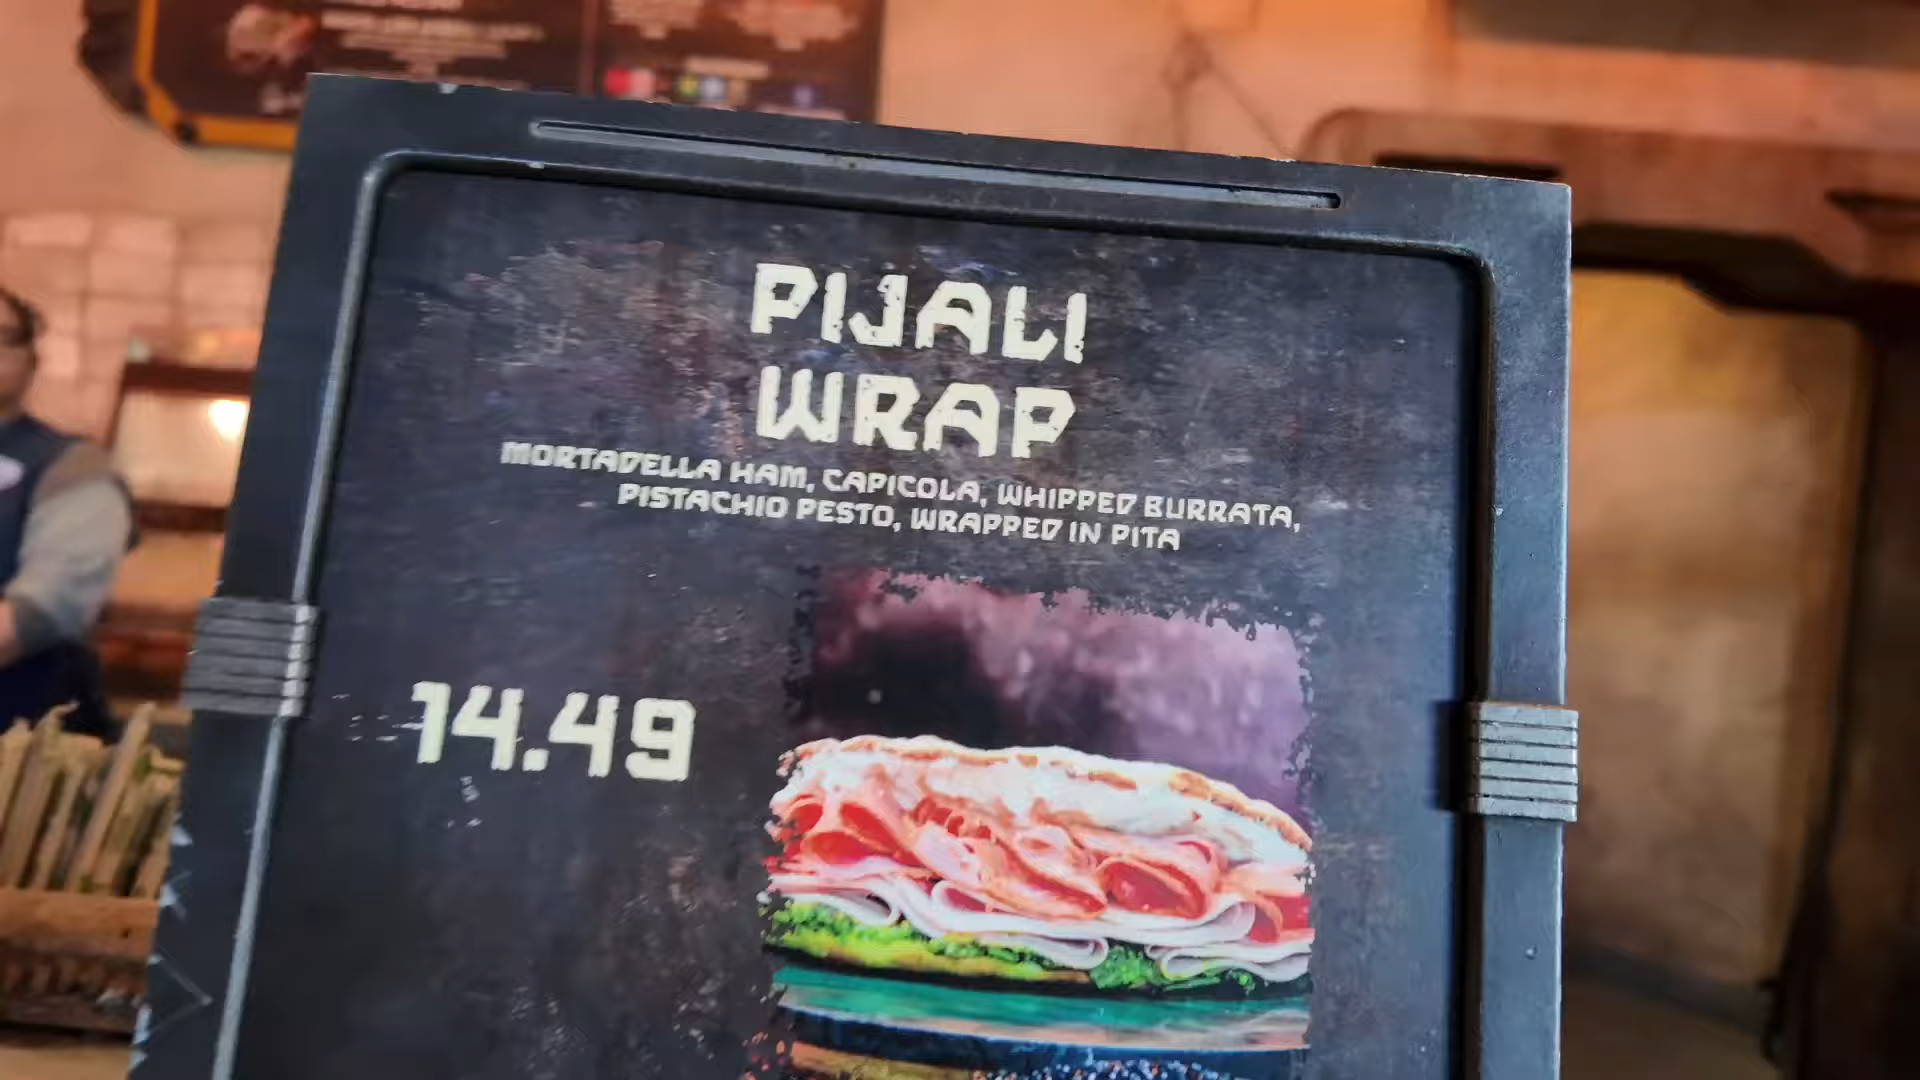 PIJALI
WRAP
MORTADELLA HAM, CAPICOLA, WHIPPED BURRATA,
PISTACHIO PESTO, WRAPPED IN PITA
14.49